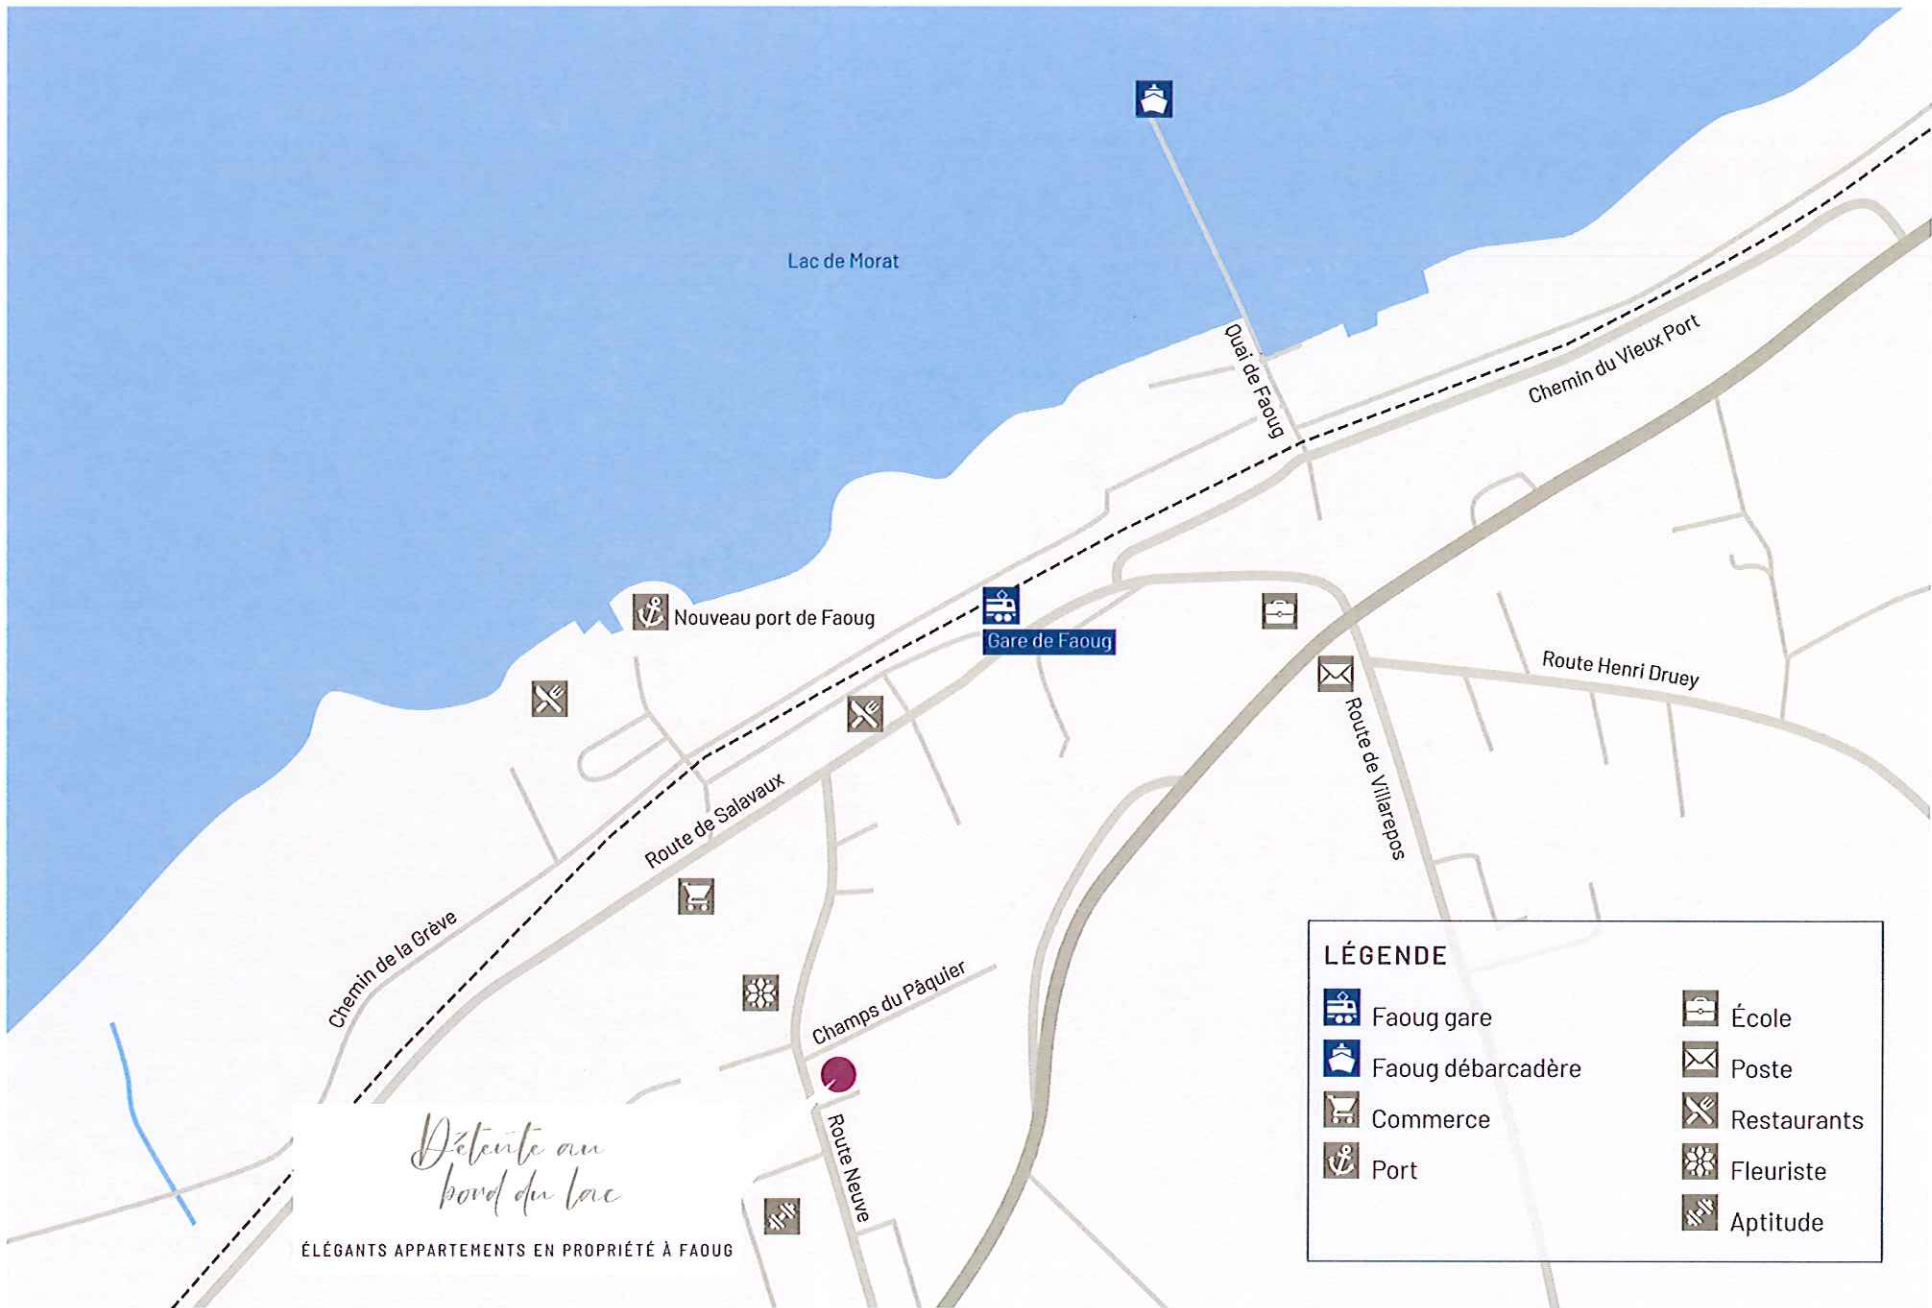 Lac de Morat
Quai de Faoug
Chemin du Vieux Port
Nouveau port de Faoug
Gare de Faoug
Route Henri Druey
Route de Villarepos
Route de Salavaux
Chemin de la Grève
Champs du Pâquier
Route Neuve
Détente au
bord du lac
ÉLÉGANTS APPARTEMENTS EN PROPRIÉTÉ À FAOUG
LÉGENDE
Faoug gare
Faoug débarcadère
Commerce
Port
École
Poste
Restaurants
Fleuriste
Aptitude